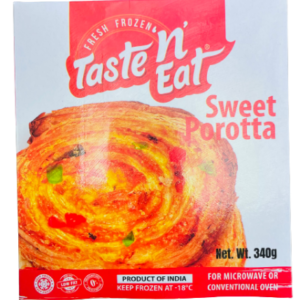 FRESH FROZEN
Taste 'n'
Eat®
Sweet
Porotta
Net. Wt. 340g
PRODUCT OF INDIA
KEEP FROZEN AT -18°C
FOR MICROWAVE OR
CONVENTIONAL OVEN